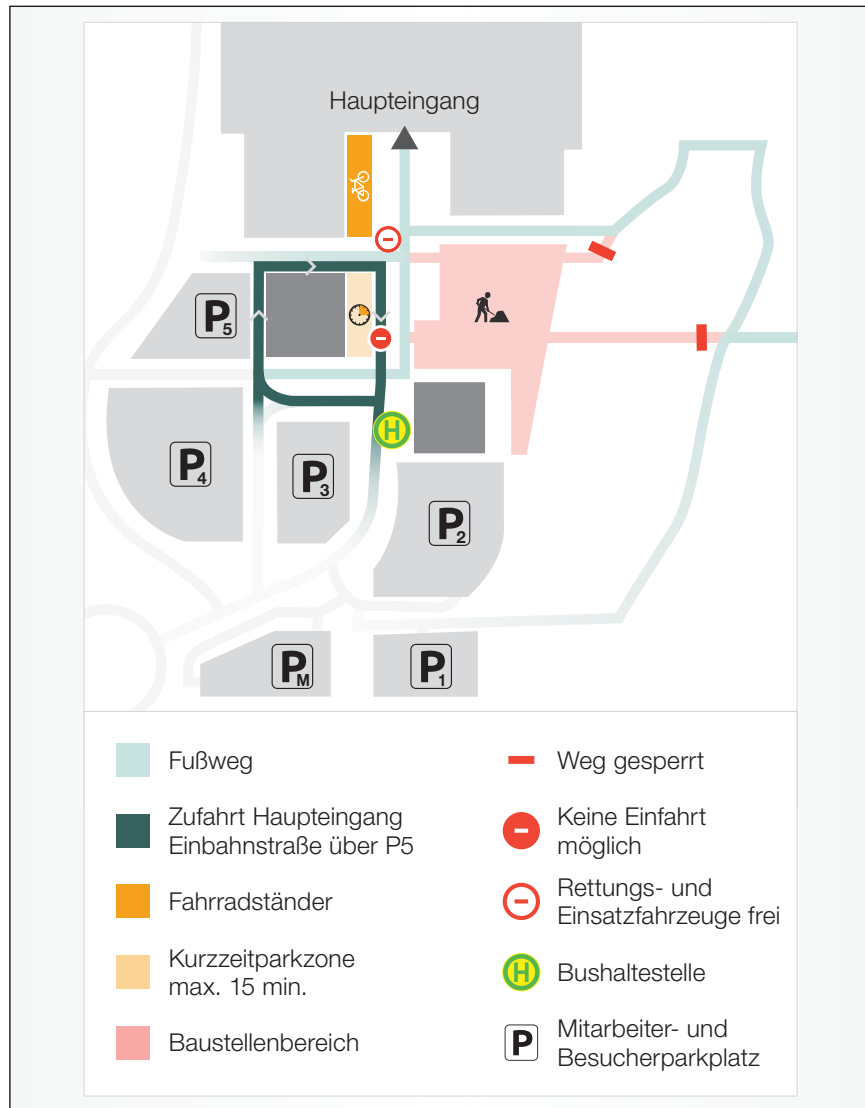 Haupteingang
P5
H
P4
P3
P2
PM
P1
Fußweg
Weg gesperrt
Zufahrt Haupteingang
Einbahnstraße über P5
Keine Einfahrt
möglich
Fahrradständer
Rettungs- und
Einsatzfahrzeuge frei
Kurzzeitparkzone
max. 15 min.
H
Bushaltestelle
Baustellenbereich
P
Mitarbeiter- und
Besucherparkplatz